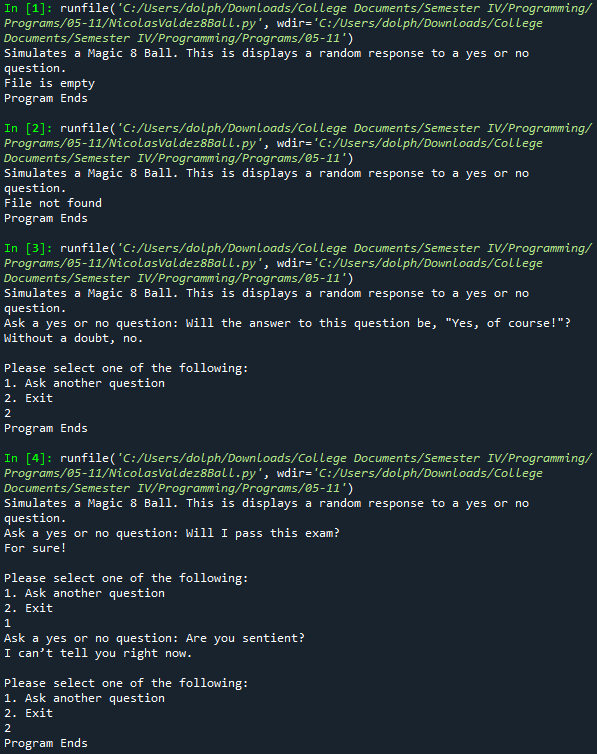 In [1]: runfile('C:/Users/dolph/Downloads/College Documents/Semester IV/Programming/
Programs/05-11/NicolasValdez8Ball.py', wdir='C:/Users/dolph/Downloads/College
Documents/Semester IV/Programming/Programs/05-11')
Simulates a Magic 8 Ball. This is displays a random response to a yes or no
question.
File is empty
Program Ends
In [2]: runfile('C:/Users/dolph/Downloads/College Documents/Semester IV/Programming/
Programs/05-11/NicolasValdez8Ball.py', wdir='C:/Users/dolph/Downloads/College
Documents/Semester IV/Programming/Programs/05-11')
Simulates a Magic 8 Ball. This is displays a random response to a yes or no
question.
File not found
Program Ends
In [3]: runfile('C:/Users/dolph/Downloads/College Documents/Semester IV/Programming/
Programs/05-11/NicolasValdez8Ball.py', wdir='C:/Users/dolph/Downloads/College
Documents/Semester IV/Programming/Programs/05-11')
Simulates a Magic 8 Ball. This is displays a random response to a yes or no
question.
Ask a yes or no question: Will the answer to this question be, "Yes, of course!"?
Without a doubt, no.
Please select one of the following:
1. Ask another question
2. Exit
2
Program Ends
In [4]: runfile('C:/Users/dolph/Downloads/College Documents/Semester IV/Programming/
Programs/05-11/NicolasValdez8Ball.py', wdir='C:/Users/dolph/Downloads/College
Documents/Semester IV/Programming/Programs/05-11')
Simulates a Magic 8 Ball. This is displays a random response to a yes or no
question.
Ask a yes or no question: Will I pass this exam?
For sure!
Please select one of the following:
1. Ask another question
2. Exit
1
Ask a yes or no question: Are you sentient?
I can’t tell you right now.
Please select one of the following:
1. Ask another question
2. Exit
2
Program Ends